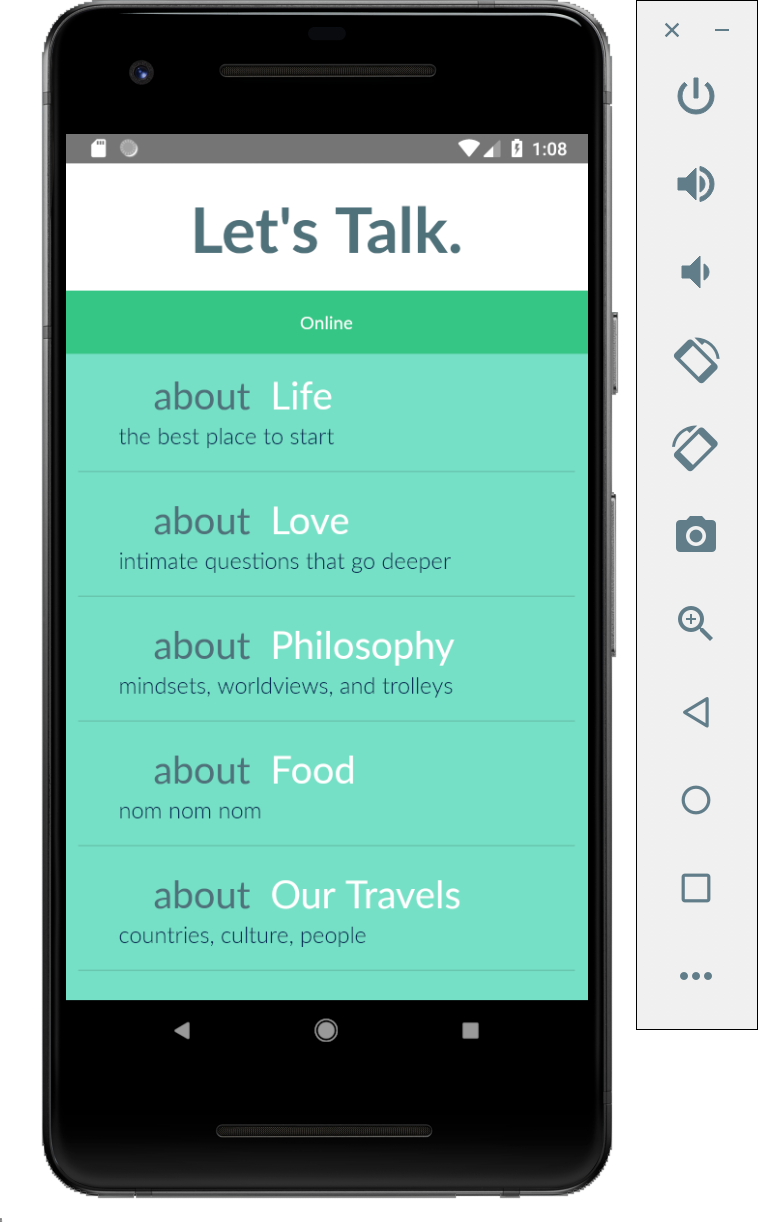 1:08
Let's Talk.
Online
about Life
the best place to start
about Love
intimate questions that go deeper
about Philosophy
mindsets, worldviews, and trolleys
about Food
nom nom nom
about Our Travels
countries, culture, people